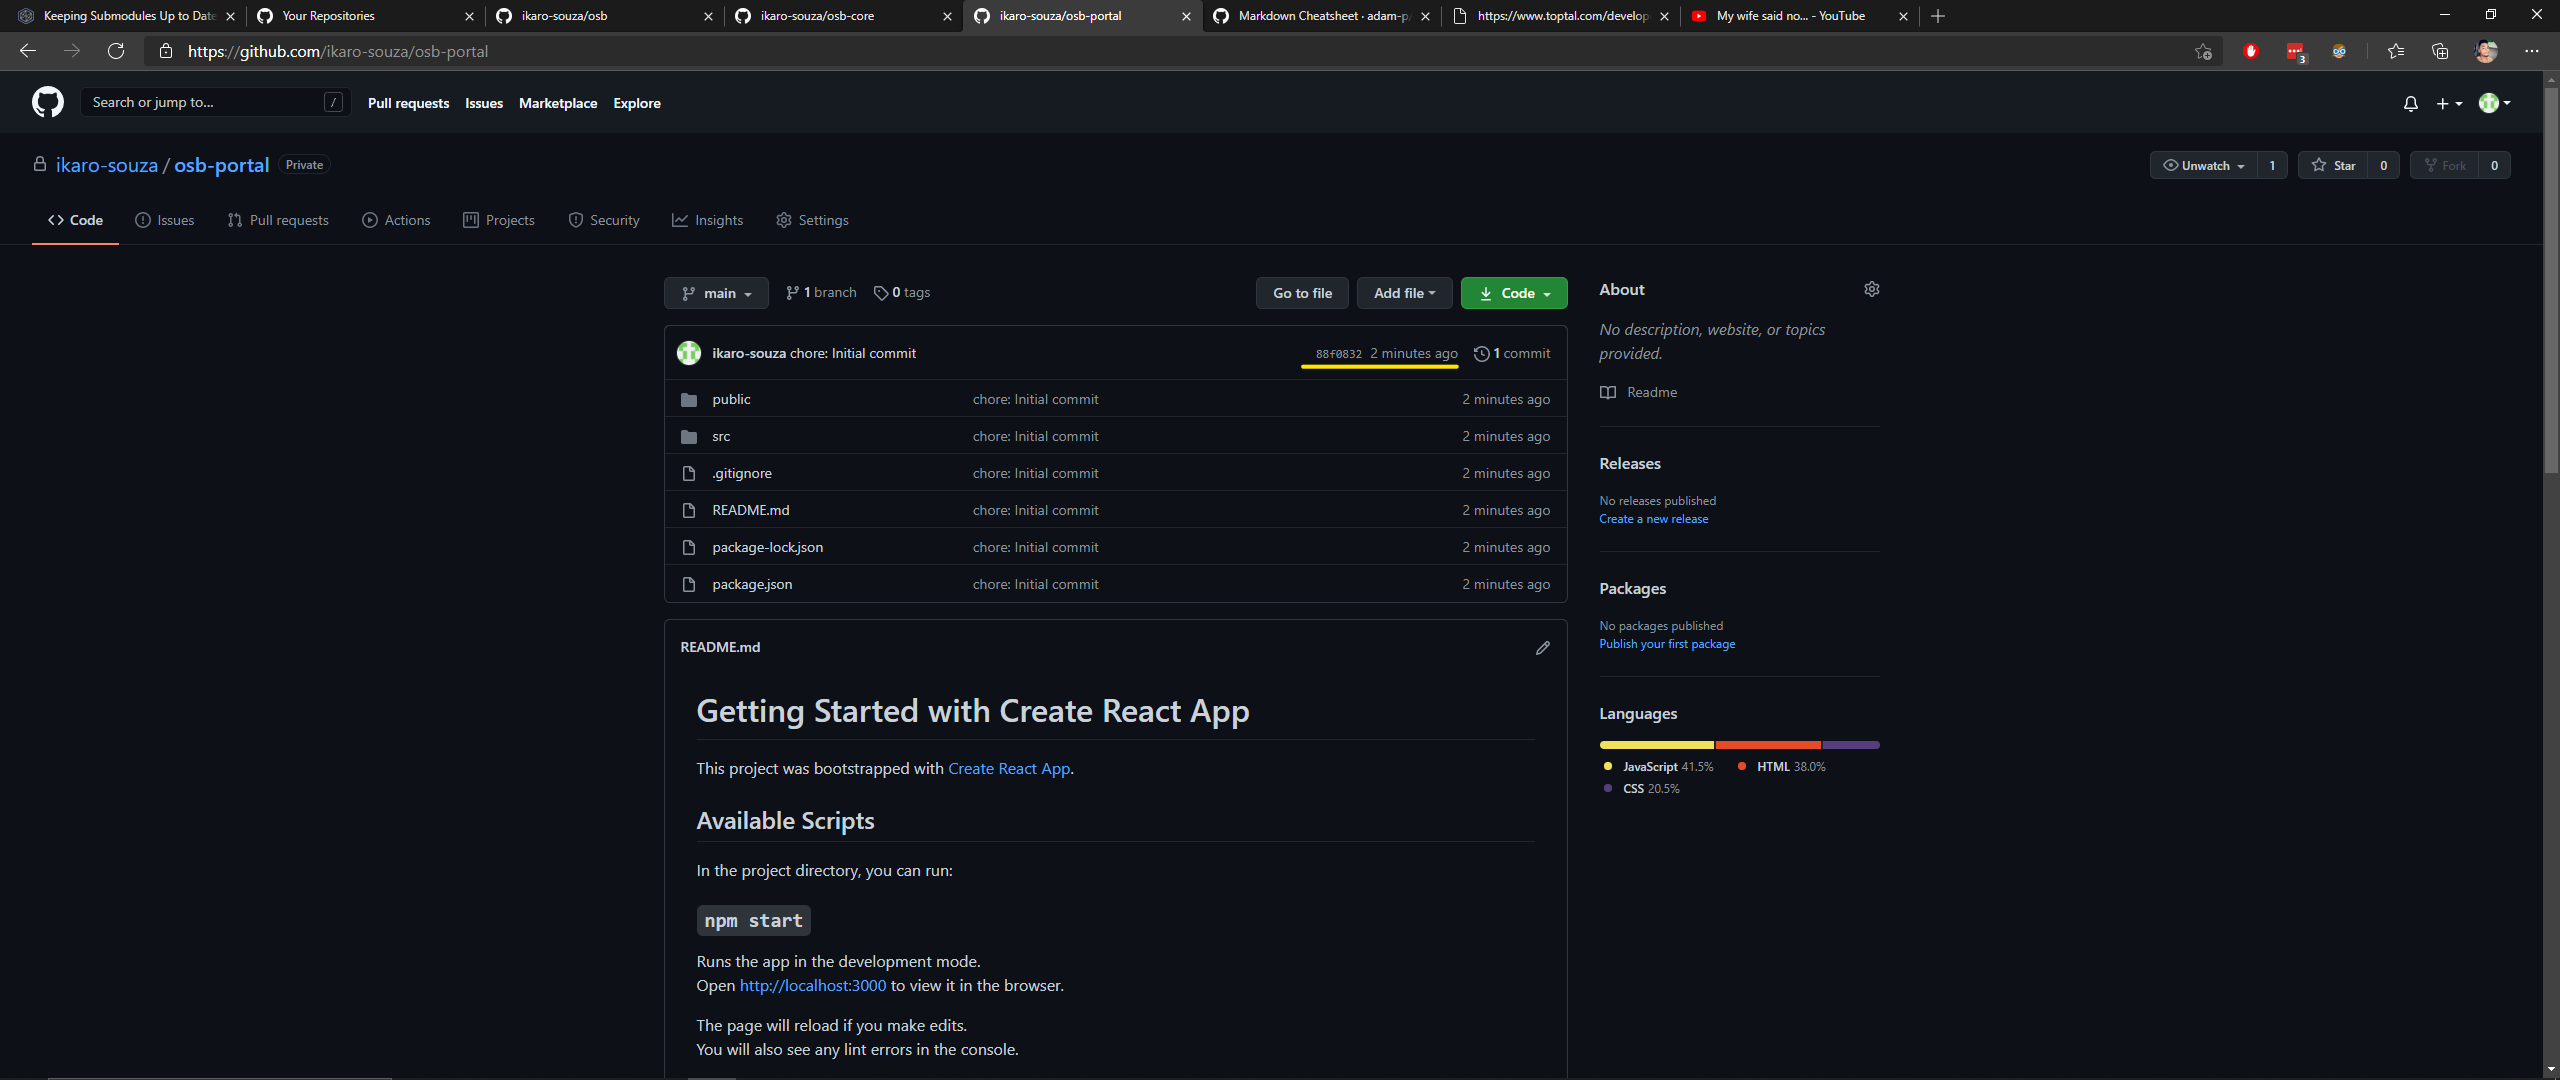 Keeping Submodules Up to Date
Your Repositories
ikaro-souza/osb
ikaro-souza/osb-core
ikaro-souza/osb-portal
Markdown Cheatsheet · adam-p/
https://www.toptal.com/develop
My wife said no... - YouTube
https://github.com/ikaro-souza/osb-portal
3
Search or jump to...
/
Pull requests
Issues
Marketplace
Explore
ikaro-souza / osb-portal
Private
Unwatch
1
Star
0
Fork
0
Code
Issues
Pull requests
Actions
Projects
Security
Insights
Settings
main
1 branch
0 tags
Go to file
Add file
Code
ikaro-souza chore: Initial commit
88f0832 2 minutes ago
1 commit
public chore: Initial commit 2 minutes ago
src chore: Initial commit 2 minutes ago
.gitignore chore: Initial commit 2 minutes ago
README.md chore: Initial commit 2 minutes ago
package-lock.json chore: Initial commit 2 minutes ago
package.json chore: Initial commit 2 minutes ago
README.md
Getting Started with Create React App
This project was bootstrapped with Create React App.
Available Scripts
In the project directory, you can run:
npm start
Runs the app in the development mode.
Open http://localhost:3000 to view it in the browser.
The page will reload if you make edits.
You will also see any lint errors in the console.
About
No description, website, or topics
provided.
Readme
Releases
No releases published
Create a new release
Packages
No packages published
Publish your first package
Languages
JavaScript 41.5%
HTML 38.0%
CSS 20.5%